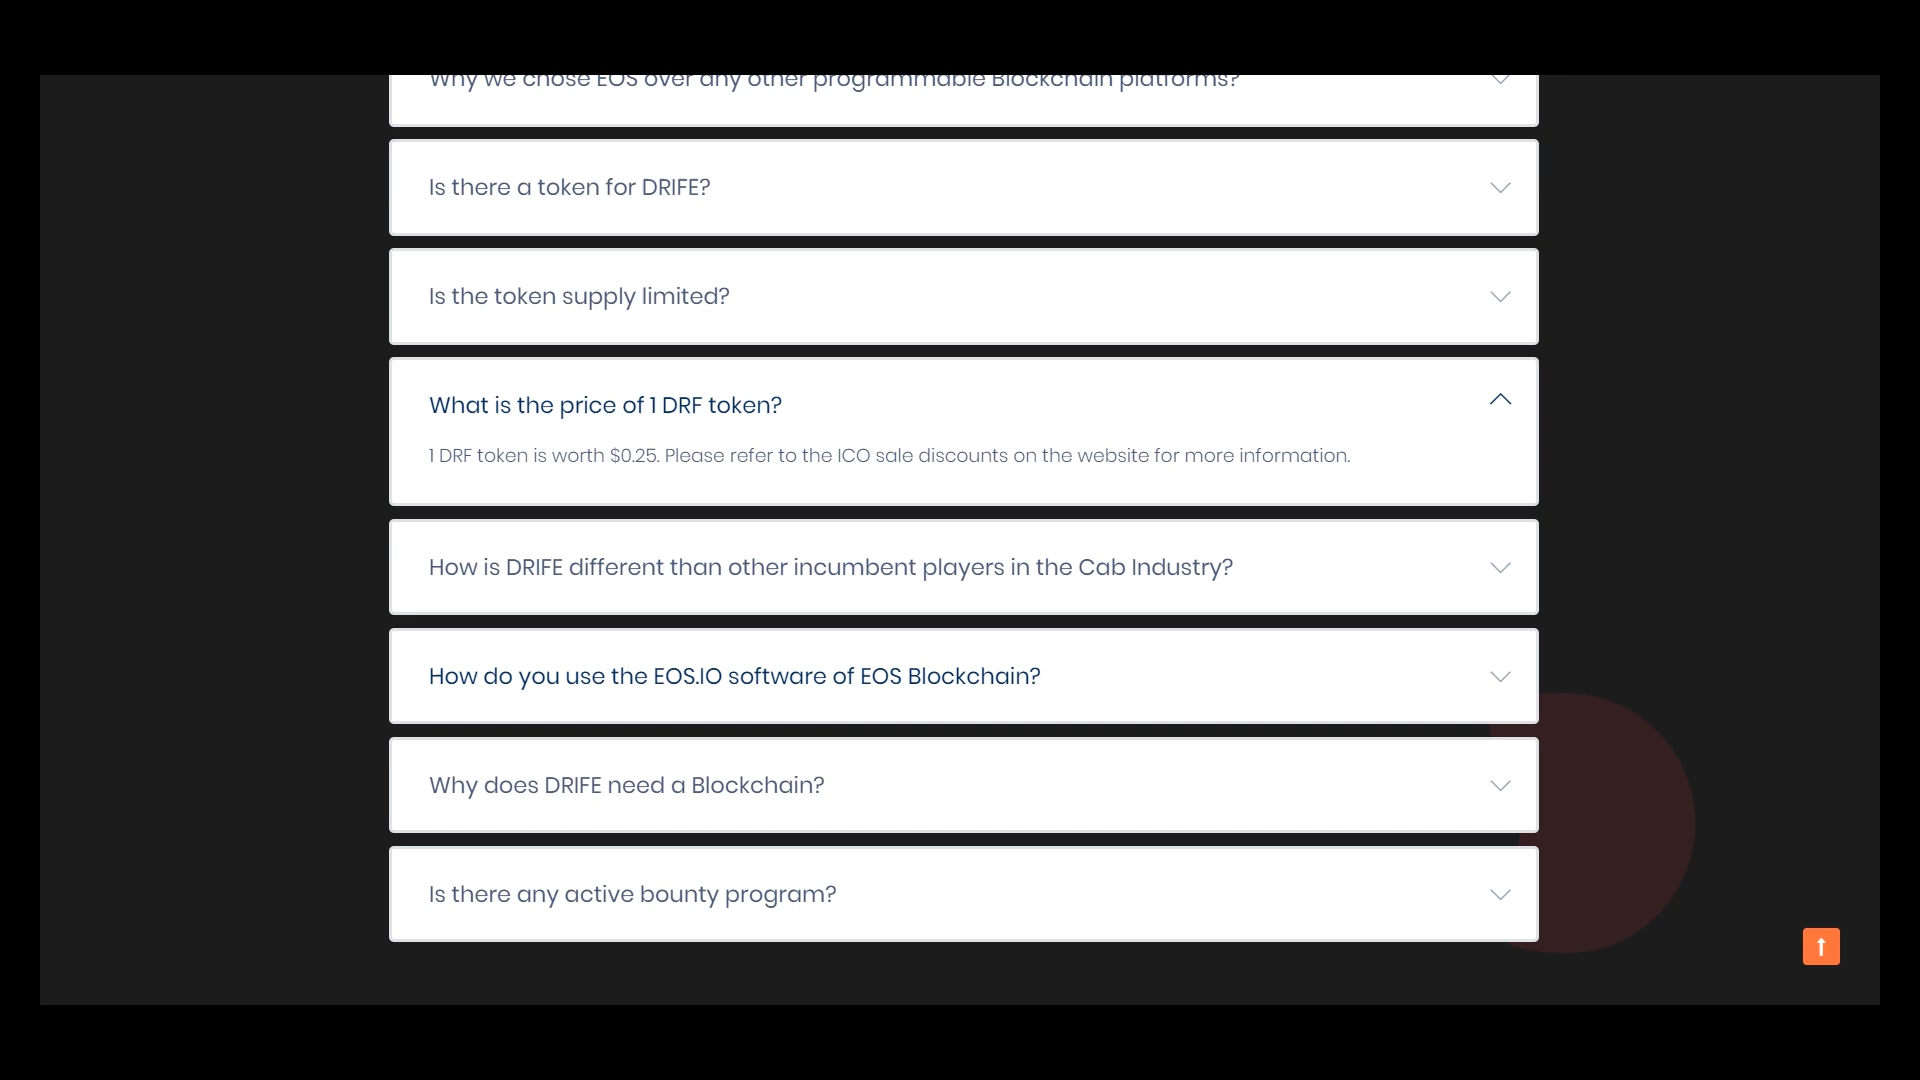 Why we chose EOS over any other programmable Blockchain platforms?
Is there a token for DRIFE?
Is the token supply limited?
What is the price of 1 DRF token?
1 DRF token is worth $0.25. Please refer to the ICO sale discounts on the website for more information.
How is DRIFE different than other incumbent players in the Cab Industry?
How do you use the EOS.IO software of EOS Blockchain?
Why does DRIFE need a Blockchain?
Is there any active bounty program?